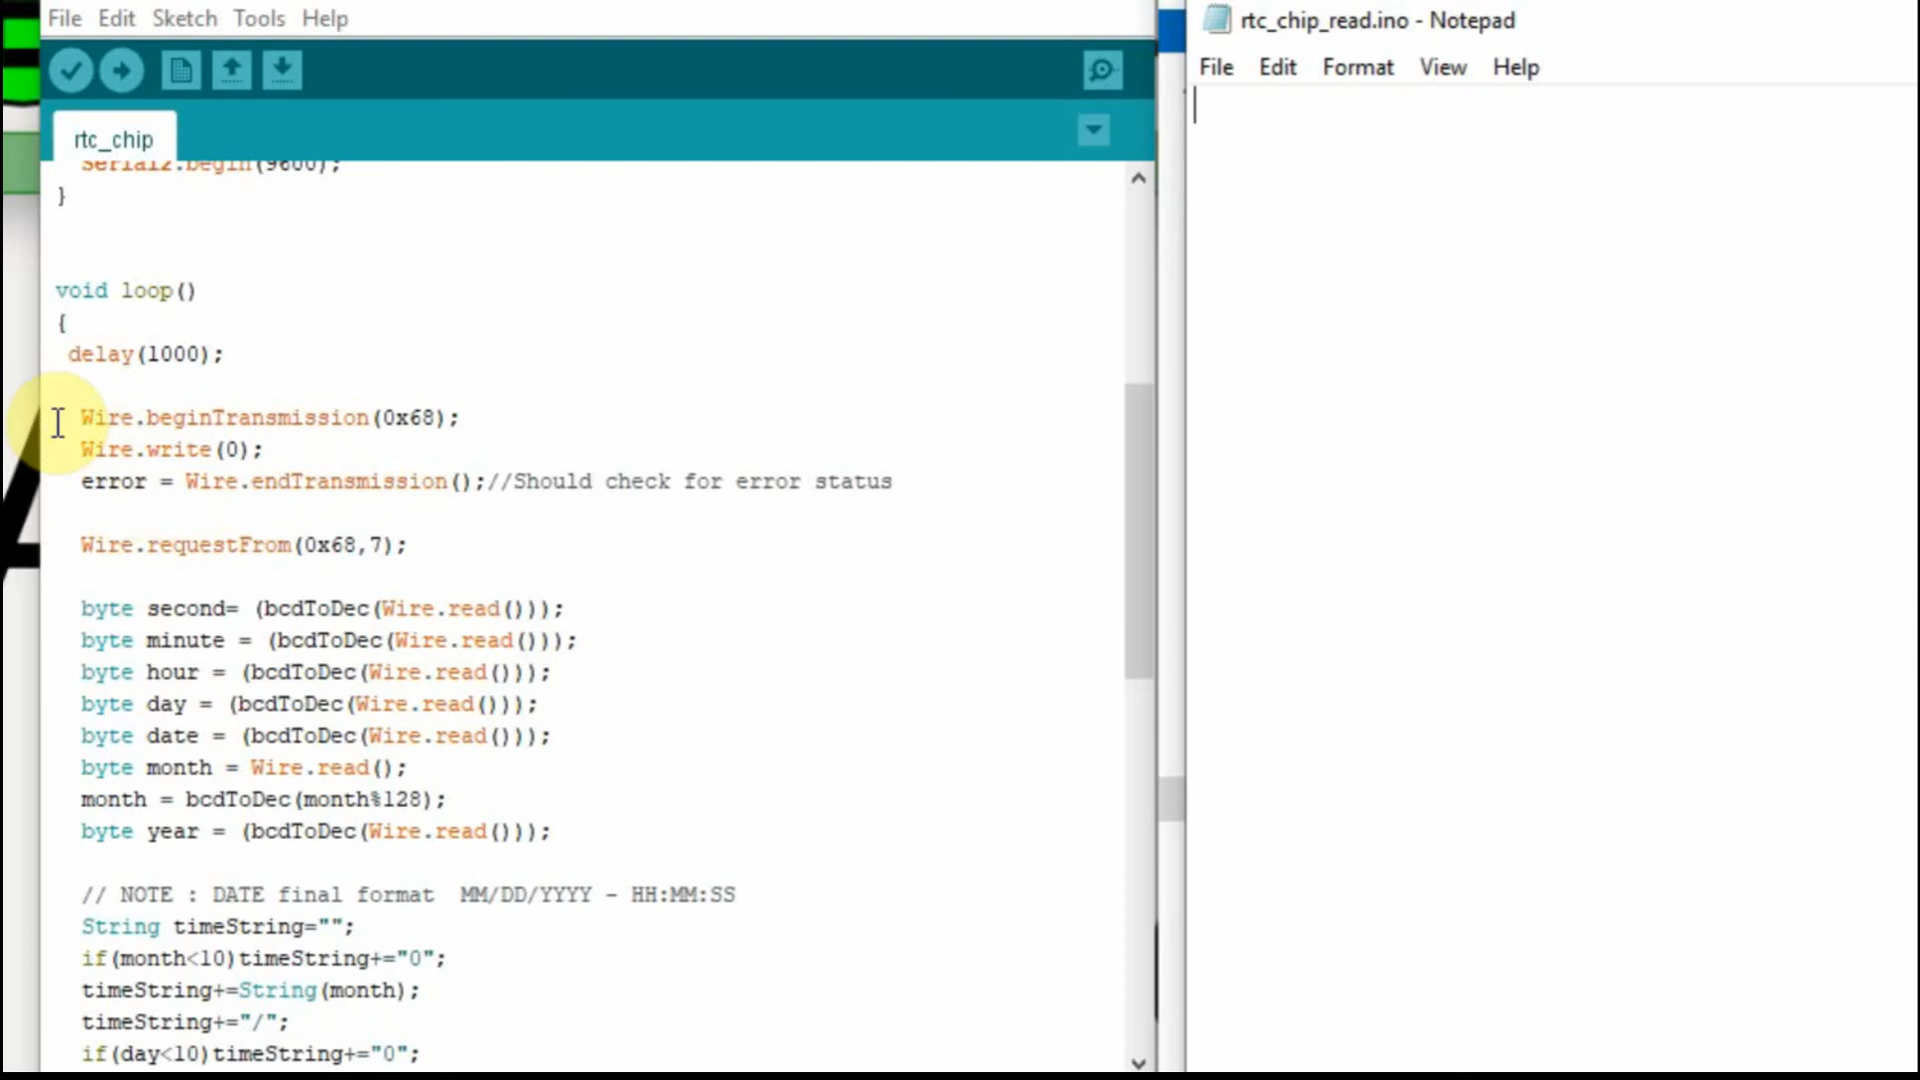 File Edit Sketch Tools Help
rtc_chip
Serial2.begin(9600);
}
void loop()
{
delay(1000);
Wire.beginTransmission(0x68);
Wire.write(0);
error = Wire.endTransmission();//Should check for error status
Wire.requestFrom(0x68,7);
byte second= (bcdToDec(Wire.read()));
byte minute = (bcdToDec(Wire.read()));
byte hour = (bcdToDec(Wire.read()));
byte day = (bcdToDec(Wire.read()));
byte date = (bcdToDec(Wire.read()));
byte month = Wire.read();
month = bcdToDec(month%128);
byte year = (bcdToDec(Wire.read()));
// NOTE : DATE final format  MM/DD/YYYY - HH:MM:SS
String timeString="";
if(month<10)timeString+="0";
timeString+=String(month);
timeString+="/";
if(day<10)timeString+="0";
rtc_chip_read.ino - Notepad
File Edit Format View Help